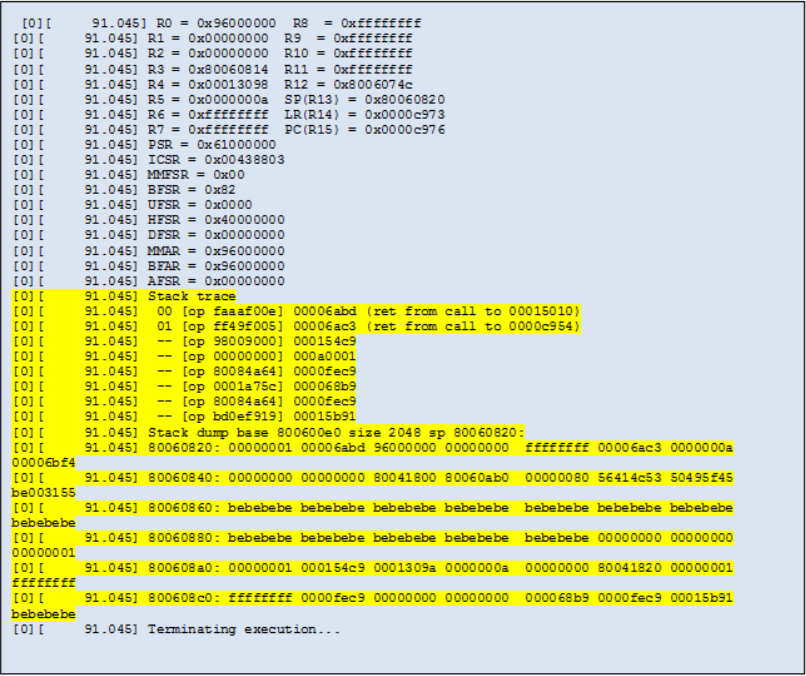 [0][     91.045] R0 = 0x96000000  R8  = 0xffffffff
[0][     91.045] R1 = 0x00000000  R9  = 0xffffffff
[0][     91.045] R2 = 0x00000000  R10 = 0xffffffff
[0][     91.045] R3 = 0x80060814  R11 = 0xffffffff
[0][     91.045] R4 = 0x00013098  R12 = 0x8006074c
[0][     91.045] R5 = 0x0000000a  SP(R13) = 0x80060820
[0][     91.045] R6 = 0xffffffff  LR(R14) = 0x0000c973
[0][     91.045] R7 = 0xffffffff  PC(R15) = 0x0000c976
[0][     91.045] PSR = 0x61000000
[0][     91.045] ICSR = 0x00438803
[0][     91.045] MMFSR = 0x00
[0][     91.045] BFSR = 0x82
[0][     91.045] UFSR = 0x0000
[0][     91.045] HFSR = 0x40000000
[0][     91.045] DFSR = 0x00000000
[0][     91.045] MMAR = 0x96000000
[0][     91.045] BFAR = 0x96000000
[0][     91.045] AFSR = 0x00000000
[0][     91.045] Stack trace
[0][     91.045]  00 [op faaaf00e] 00006abd (ret from call to 00015010)
[0][     91.045]  01 [op ff49f005] 00006ac3 (ret from call to 0000c954)
[0][     91.045]  -- [op 98009000] 000154c9
[0][     91.045]  -- [op 00000000] 000a0001
[0][     91.045]  -- [op 80084a64] 0000fec9
[0][     91.045]  -- [op 0001a75c] 000068b9
[0][     91.045]  -- [op 80084a64] 0000fec9
[0][     91.045]  -- [op bd0ef919] 00015b91
[0][     91.045] Stack dump base 800600e0 size 2048 sp 80060820:
[0][     91.045] 80060820: 00000001 00006abd 96000000 00000000  ffffffff 00006ac3 0000000a
00006bf4
[0][     91.045] 80060840: 00000000 00000000 80041800 80060ab0  00000080 56414c53 50495f45
be003155
[0][     91.045] 80060860: bebebebe bebebebe bebebebe bebebebe  bebebebe bebebebe bebebebe
bebebebe
[0][     91.045] 80060880: bebebebe bebebebe bebebebe bebebebe  bebebebe 00000000 00000000
00000001
[0][     91.045] 800608a0: 00000001 000154c9 0001309a 0000000a  00000000 80041820 00000001
ffffffff
[0][     91.045] 800608c0: ffffffff 0000fec9 00000000 00000000  000068b9 0000fec9 00015b91
bebebebe
[0][     91.045] Terminating execution...